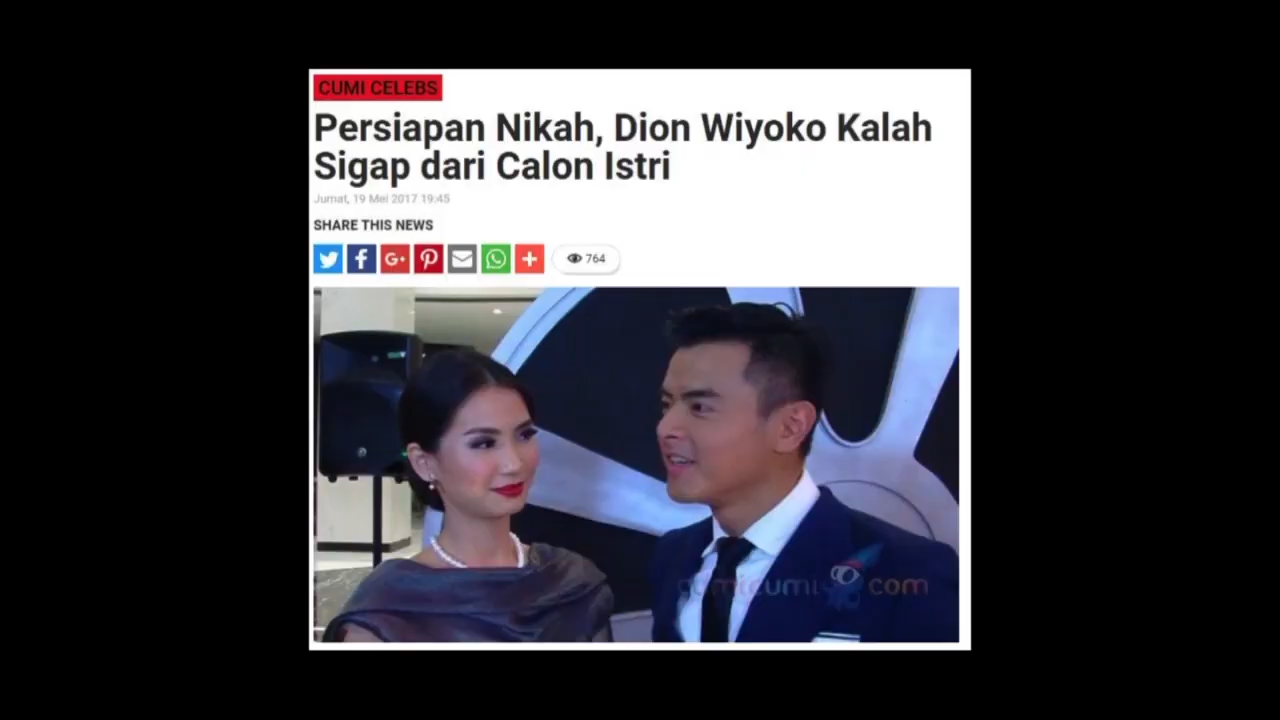 CUMI CELEBS
Persiapan Nikah, Dion Wiyoko Kalah
Sigap dari Calon Istri
Jumat, 19 Mei 2017 19:45
SHARE THIS NEWS
G+
764
cumicumi com